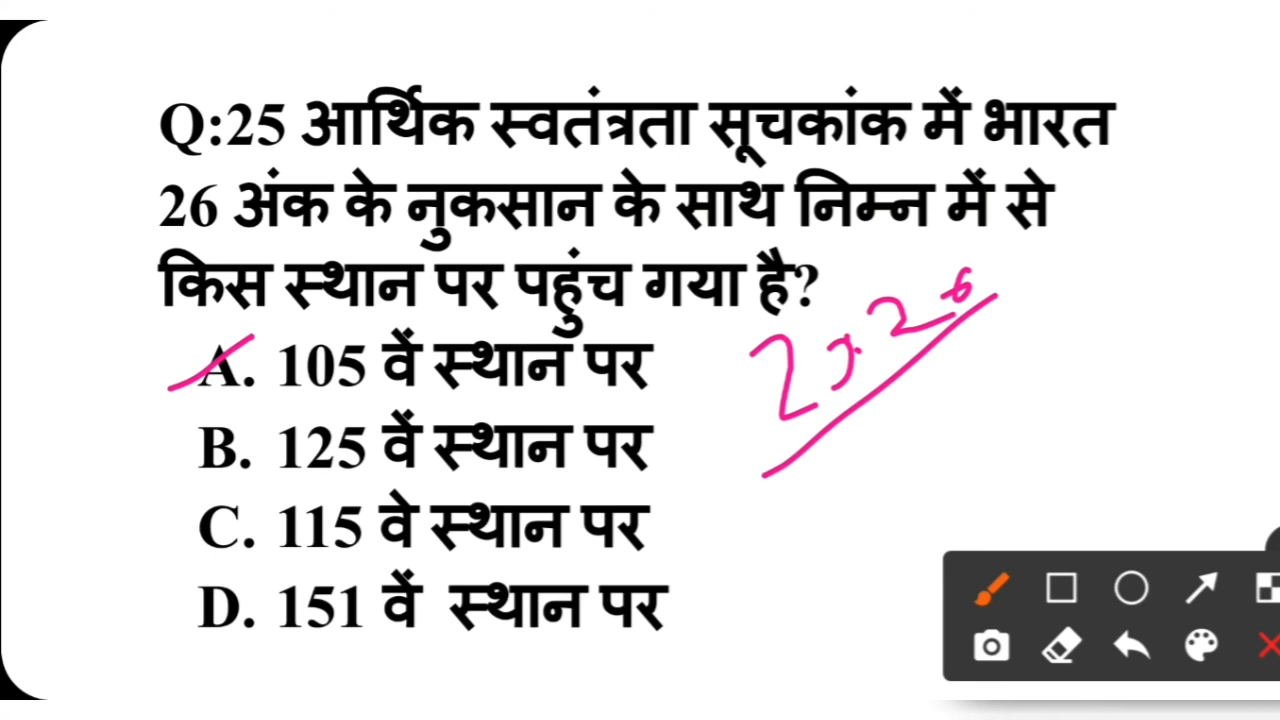 Q:25 आर्थिक स्वतंत्रता सूचकांक में भारत
26 अंक के नुकसान के साथ निम्न में से
किस स्थान पर पहुंच गया है?
A. 105 वें स्थान पर
B. 125 वें स्थान पर
C. 115 वे स्थान पर
D. 151 वें स्थान पर